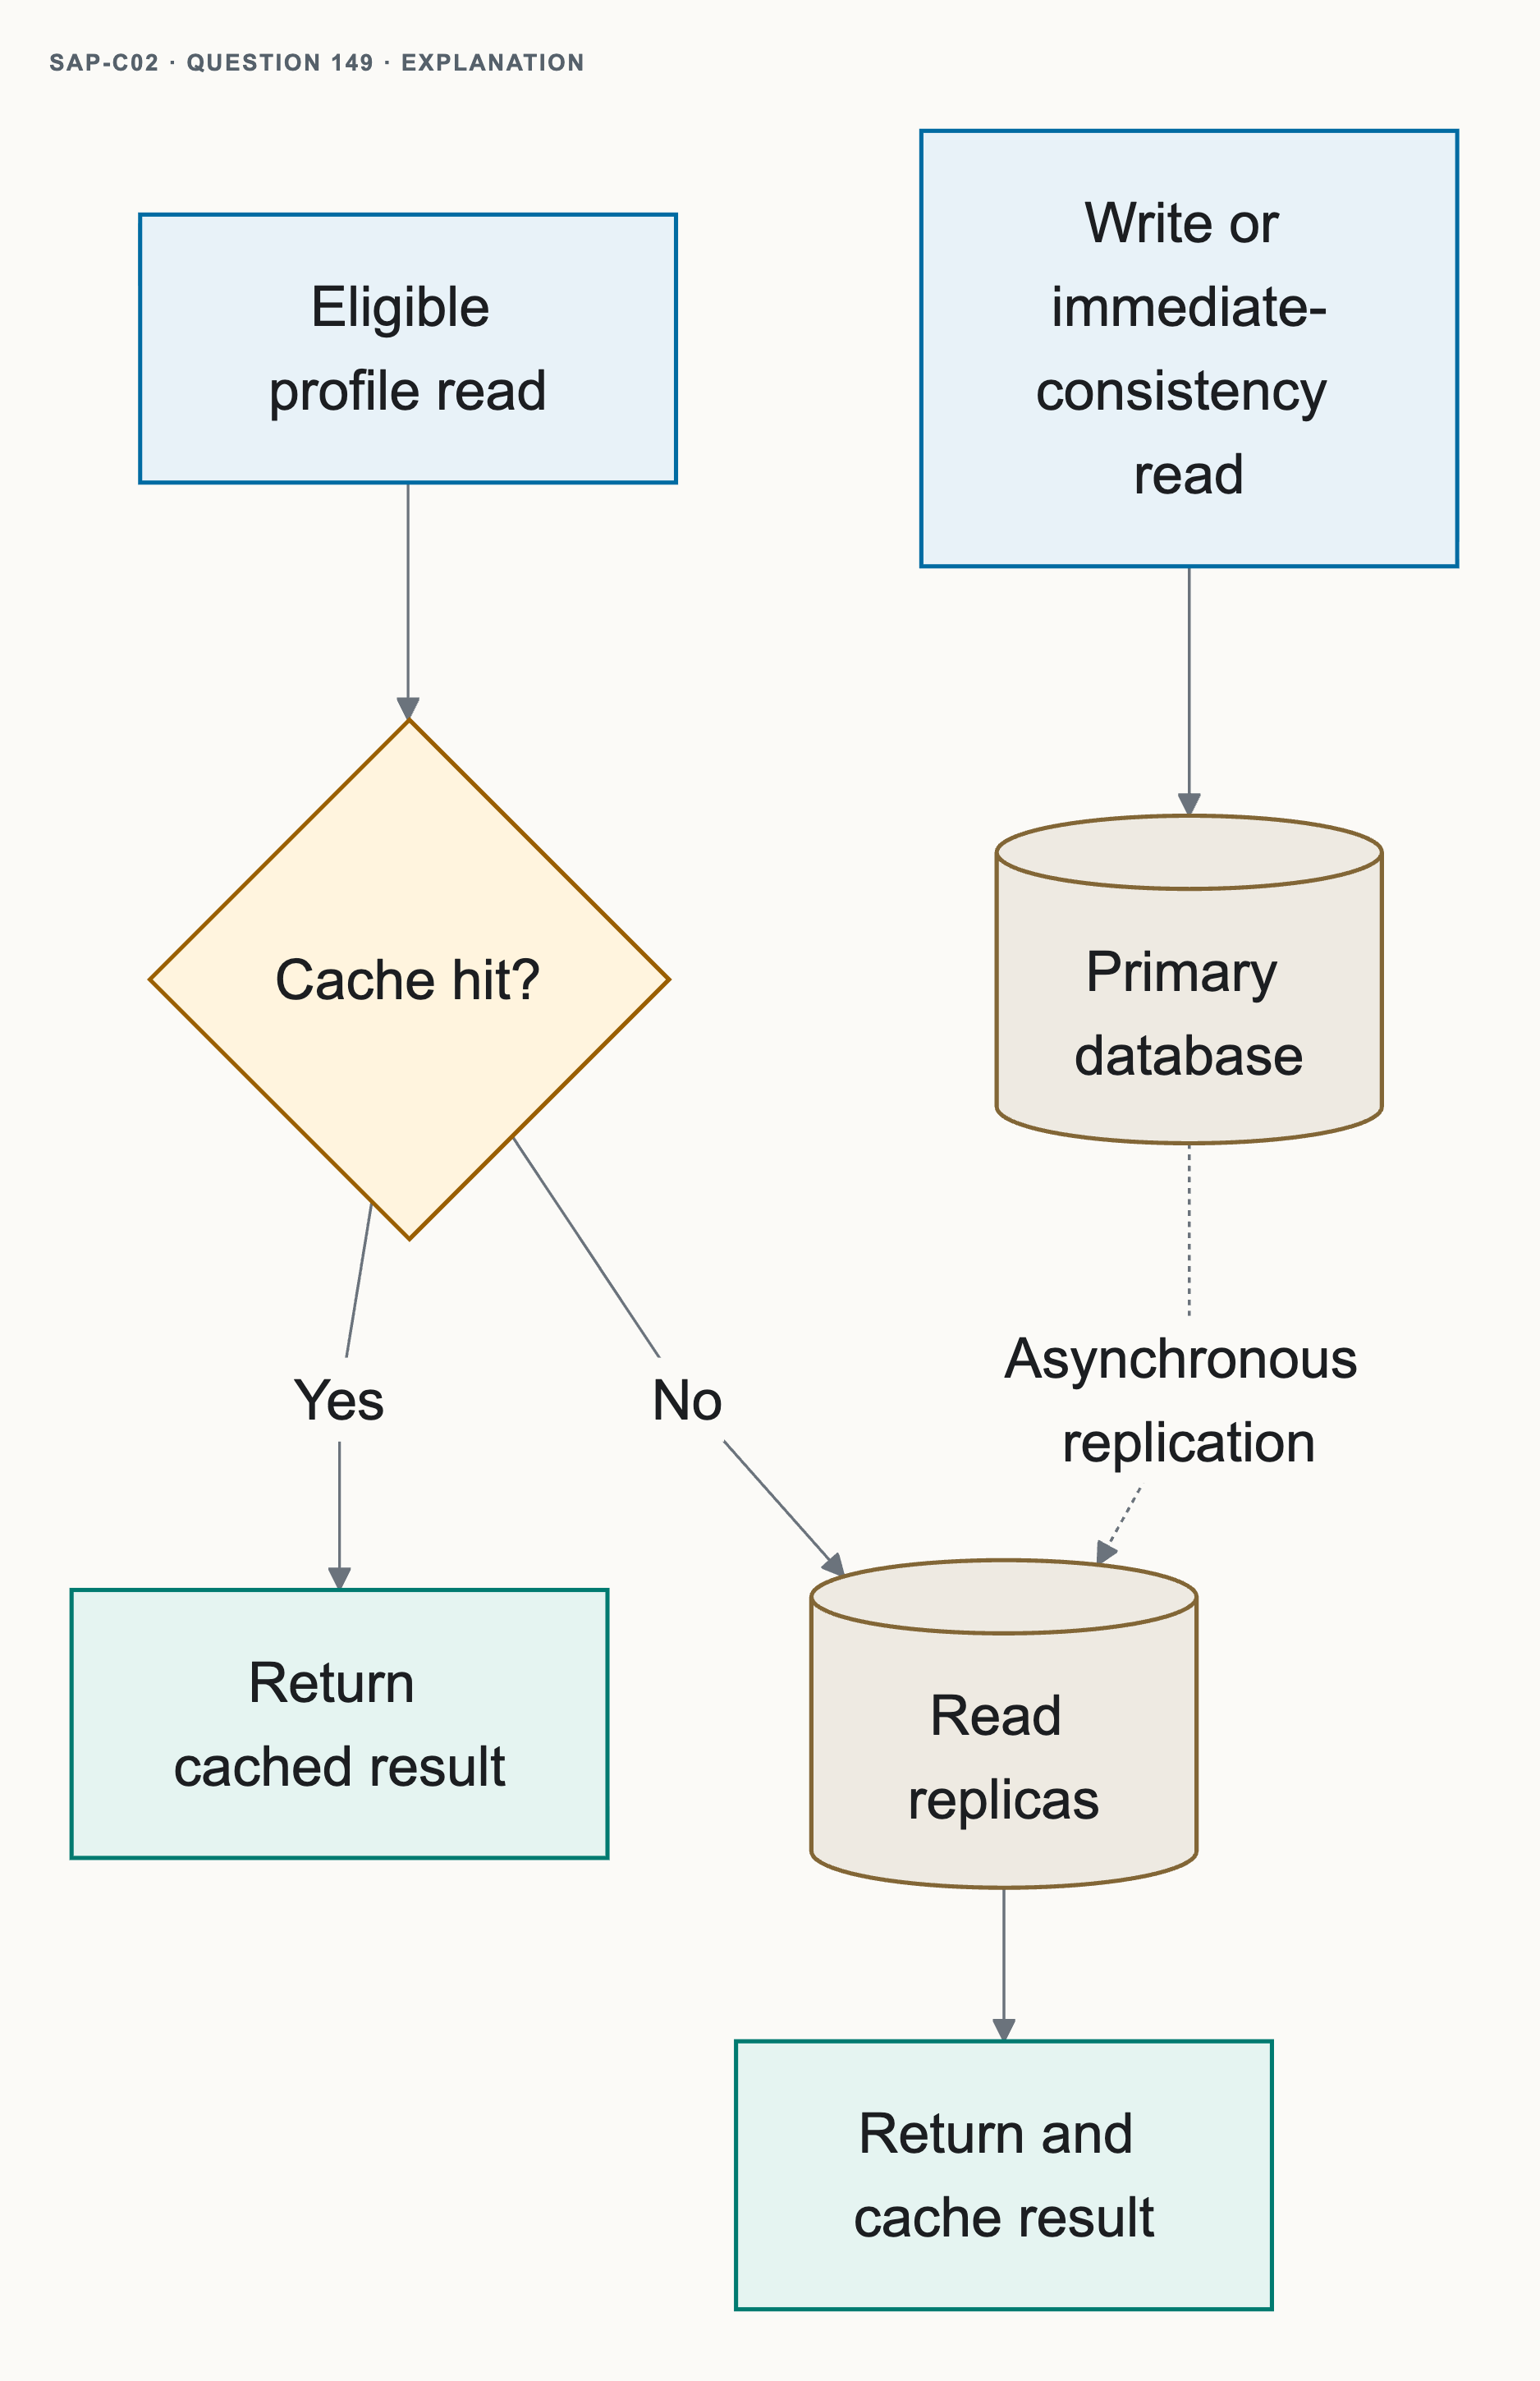 SAP-C02 · QUESTION 149 · EXPLANATION
Eligible
profile read
Write or
immediate-
consistency
read
Cache hit?
Primary
database
Yes
No
Asynchronous
replication
Return
cached result
Read
replicas
Return and
cache result